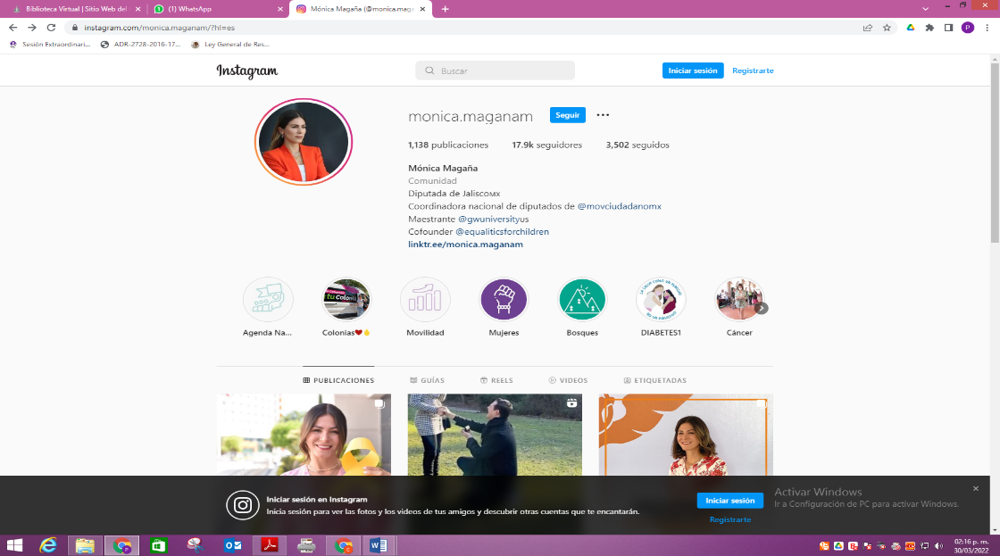 Biblioteca Virtual | Sitio Web del
(1) WhatsApp
Mónica Magaña (@monica.maga
instagram.com/monica.maganam/?hl=es
P
Sesión Extraordinari...
ADR-2728-2016-17...
Ley General de Res...
Instagram
Buscar
Iniciar sesión
Registrarte
monica.maganam
Seguir
1,138 publicaciones
17.9k seguidores
3,502 seguidos
Mónica Magaña
Comunidad
Diputada de Jaliscoмx
Coordinadora nacional de diputados de @movciudadanomx
Maestrante @gwuniversityus
Cofounder @equaliticsforchildren
linktr.ee/monica.maganam
tu Colonia
Agenda Na...
Colonias❤✋
Movilidad
Mujeres
Bosques
DIABETES1
Cáncer
PUBLICACIONES
GUÍAS
REELS
VIDEOS
ETIQUETADAS
Iniciar sesión en Instagram
Inicia sesión para ver las fotos y los videos de tus amigos y descubrir otras cuentas que te encantarán.
Iniciar sesión
Registrarte
Activar Windows
Ir a Configuración de PC para activar Windows.
02:16 p. m.
30/03/2022